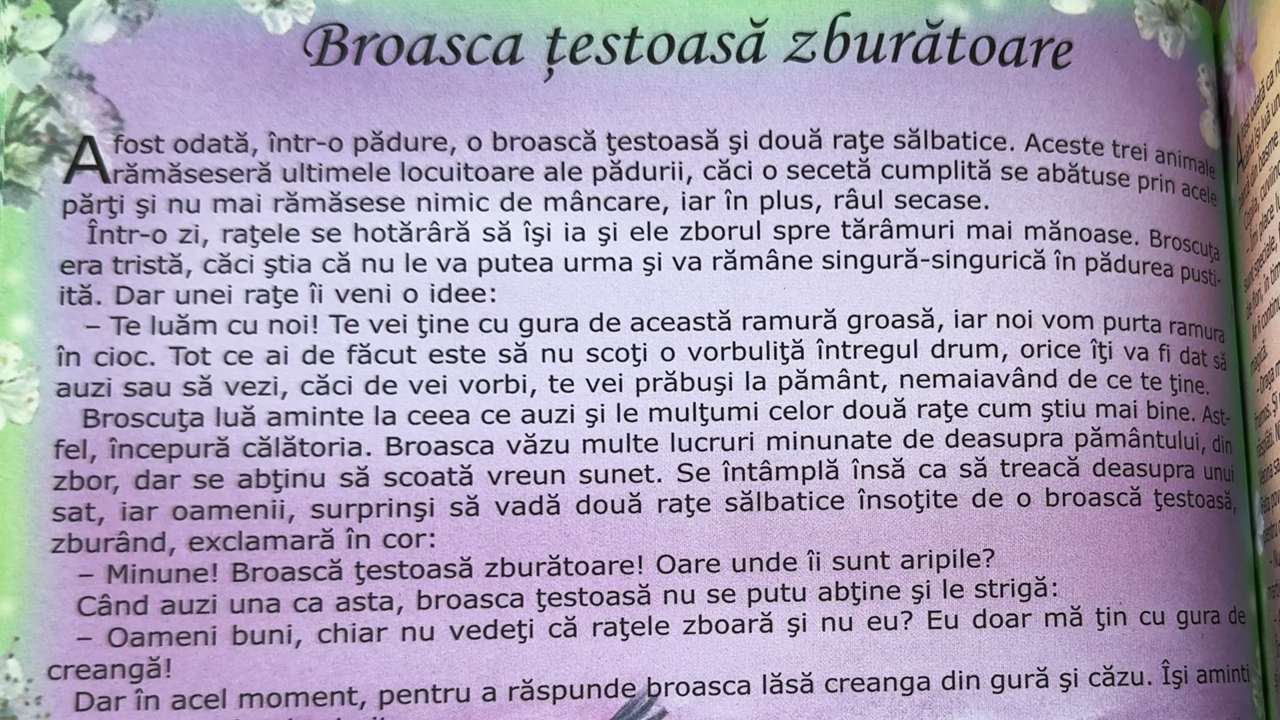 Broasca țestoasă zburătoare
A fost odată, într-o pădure, o broască ţestoasă şi două raţe sălbatice. Aceste trei animale
rămăseseră ultimele locuitoare ale pădurii, căci o secetă cumplită se abătuse prin acele
părţi şi nu mai rămăsese nimic de mâncare, iar în plus, râul secase.
Într-o zi, raţele se hotărâră să îşi ia şi ele zborul spre tărâmuri mai mănoase. Broscuţa
era tristă, căci ştia că nu le va putea urma şi va rămâne singură-singurică în pădurea pusti-
ită. Dar unei raţe îi veni o idee:
– Te luăm cu noi! Te vei ţine cu gura de această ramură groasă, iar noi vom purta ramura
în cioc. Tot ce ai de făcut este să nu scoţi o vorbuliţă întregul drum, orice îţi va fi dat să
auzi sau să vezi, căci de vei vorbi, te vei prăbuşi la pământ, nemaiavând de ce te ţine.
Broscuţa luă aminte la ceea ce auzi şi le mulţumi celor două raţe cum ştiu mai bine. Ast-
fel, începură călătoria. Broasca văzu multe lucruri minunate de deasupra pământului, din
zbor, dar se abţinu să scoată vreun sunet. Se întâmplă însă ca să treacă deasupra unui
sat, iar oamenii, surprinşi să vadă două raţe sălbatice însoţite de o broască ţestoasă,
zburând, exclamară în cor:
– Minune! Broască ţestoasă zburătoare! Oare unde îi sunt aripile?
Când auzi una ca asta, broasca ţestoasă nu se putu abţine şi le strigă:
– Oameni buni, chiar nu vedeţi că raţele zboară şi nu eu? Eu doar mă ţin cu gura de
creangă!
Dar în acel moment, pentru a răspunde broasca lăsă creanga din gură şi căzu. Îşi aminti